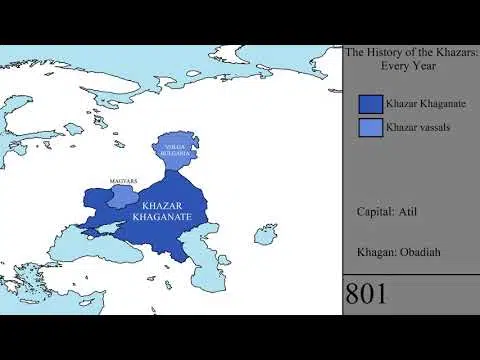 The History of the Khazars:
Every Year
Khazar Khaganate
Khazar vassals
VOLGA
BULGARIA
MAGYARS
KHAZAR
KHAGANATE
Capital: Atil
Khagan: Obadiah
801